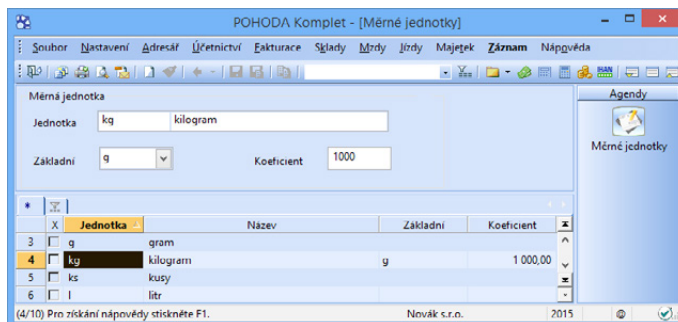 POHODA Komplet - [Měrné jednotky]
Soubor Nastavení Adresář Účetnictví Fakturace Sklady Mzdy Jízdy Majetek Záznam Nápověda
Měrná jednotka
Agendy
Jednotka kg kilogram
Měrné jednotky
Základní g Koeficient 1000
*
X Jednotka Název Základní Koeficient
3 g gram
4 kg kilogram g 1 000,00
5 ks kusy
6 l litr
(4/10) Pro získání nápovědy stiskněte F1. Novák s.r.o. 2015 @